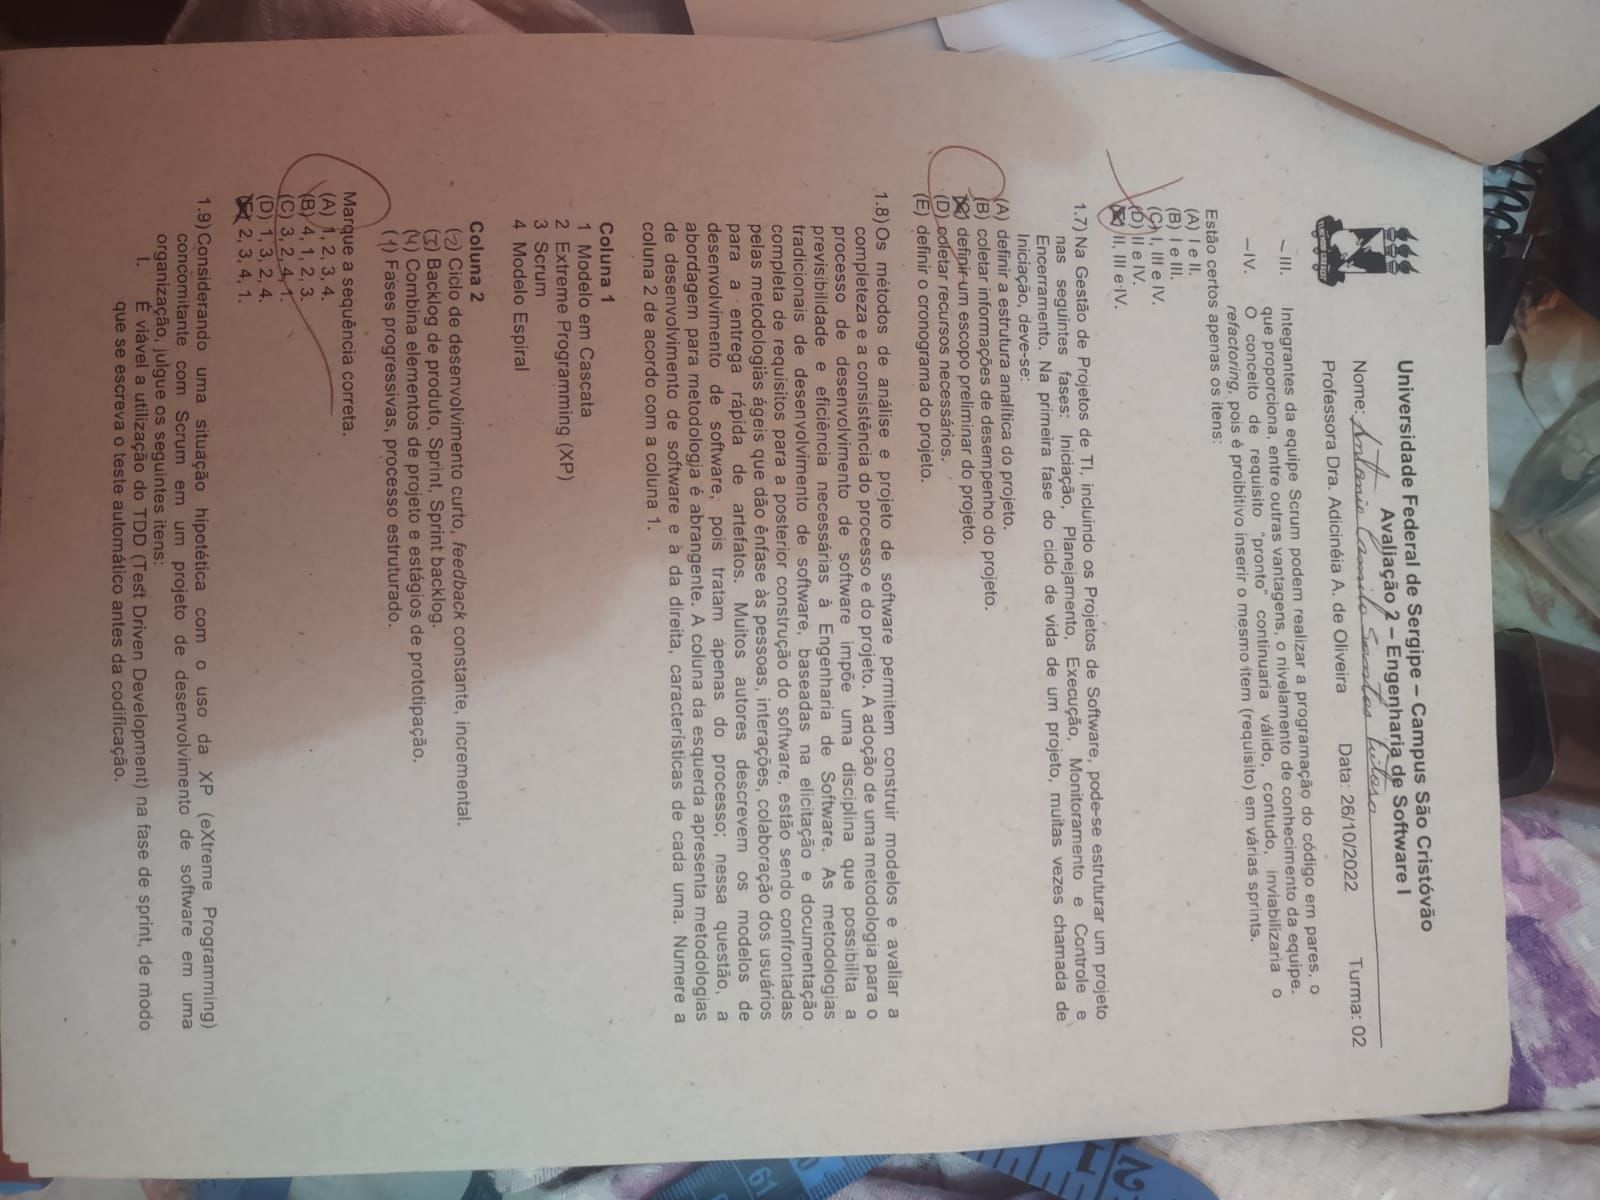 Universidade Federal de Sergipe – Campus São Cristóvão
Avaliação 2 – Engenharia de Software I
Nome: Antonio Camilo Santos
Professora Dra. Adicinéia A. de Oliveira Data: 26/10/2022 Turma: 02
– III. Integrantes da equipe Scrum podem realizar a programação do código em pares, o
que proporciona, entre outras vantagens, o nivelamento de conhecimento da equipe.
– IV. O conceito de requisito "pronto" continuaria válido, contudo, inviabilizaria o
refactoring, pois é proibitivo inserir o mesmo item (requisito) em várias sprints.
Estão certos apenas os itens:
(A) I e II.
(B) I e III.
(C) I, III e IV.
(D) II e IV.
II, III e IV.
1.7) Na Gestão de Projetos de TI, incluindo os Projetos de Software, pode-se estruturar um projeto
nas seguintes fases: Iniciação, Planejamento, Execução, Monitoramento e Controle e
Encerramento. Na primeira fase do ciclo de vida de um projeto, muitas vezes chamada de
Iniciação, deve-se:
(A) definir a estrutura analítica do projeto.
(B) coletar informações de desempenho do projeto.
(C) definir um escopo preliminar do projeto.
(D) coletar recursos necessários.
(E) definir o cronograma do projeto.
1.8) Os métodos de análise e projeto de software permitem construir modelos e avaliar a
completeza e a consistência do processo e do projeto. A adoção de uma metodologia para o
processo de desenvolvimento de software impõe uma disciplina que possibilita a
previsibilidade e eficiência necessárias à Engenharia de Software. As metodologias
tradicionais de desenvolvimento de software, baseadas na elicitação e documentação
completa de requisitos para a posterior construção do software, estão sendo confrontadas
pelas metodologias ágeis que dão ênfase às pessoas, interações, colaboração dos usuários
para a entrega rápida de artefatos. Muitos autores descrevem os modelos de
desenvolvimento de software, pois tratam apenas do processo; nessa questão, a
abordagem para metodologia é abrangente. A coluna da esquerda apresenta metodologias
de desenvolvimento de software e à da direita, características de cada uma. Numere a
coluna 2 de acordo com a coluna 1.
Coluna 1
1 Modelo em Cascata
2 Extreme Programming (XP)
3 Scrum
4 Modelo Espiral
Coluna 2
(2) Ciclo de desenvolvimento curto, feedback constante, incremental.
(3) Backlog de produto, Sprint, Sprint backlog.
(4) Combina elementos de projeto e estágios de prototipação.
(1) Fases progressivas, processo estruturado.
Marque a sequência correta.
(A) 1, 2, 3, 4.
(B) 4, 1, 2, 3.
(C) 3, 2, 4, 1.
(D) 1, 3, 2, 4.
(E) 2, 3, 4, 1.
1.9) Considerando uma situação hipotética com o uso da XP (eXtreme Programming)
concomitante com Scrum em um projeto de desenvolvimento de software em uma
organização, julgue os seguintes itens:
I. É viável a utilização do TDD (Test Driven Development) na fase de sprint, de modo
que se escreva o teste automático antes da codificação.
61
1
2